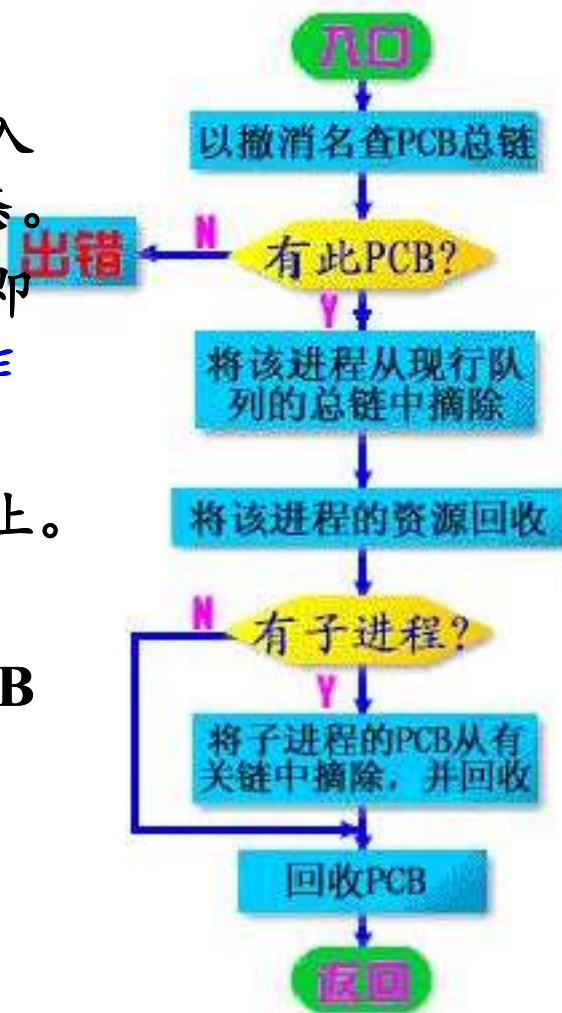 入口
入
以撤消名查PCB总链
N
出错
有此PCB?
即
Y
将该进程从现行队
列的总链中摘除
上。
将该进程的资源回收
N
有子进程?
B
Y
将子进程的PCB从有
关链中摘除，并回收
回收PCB
返回